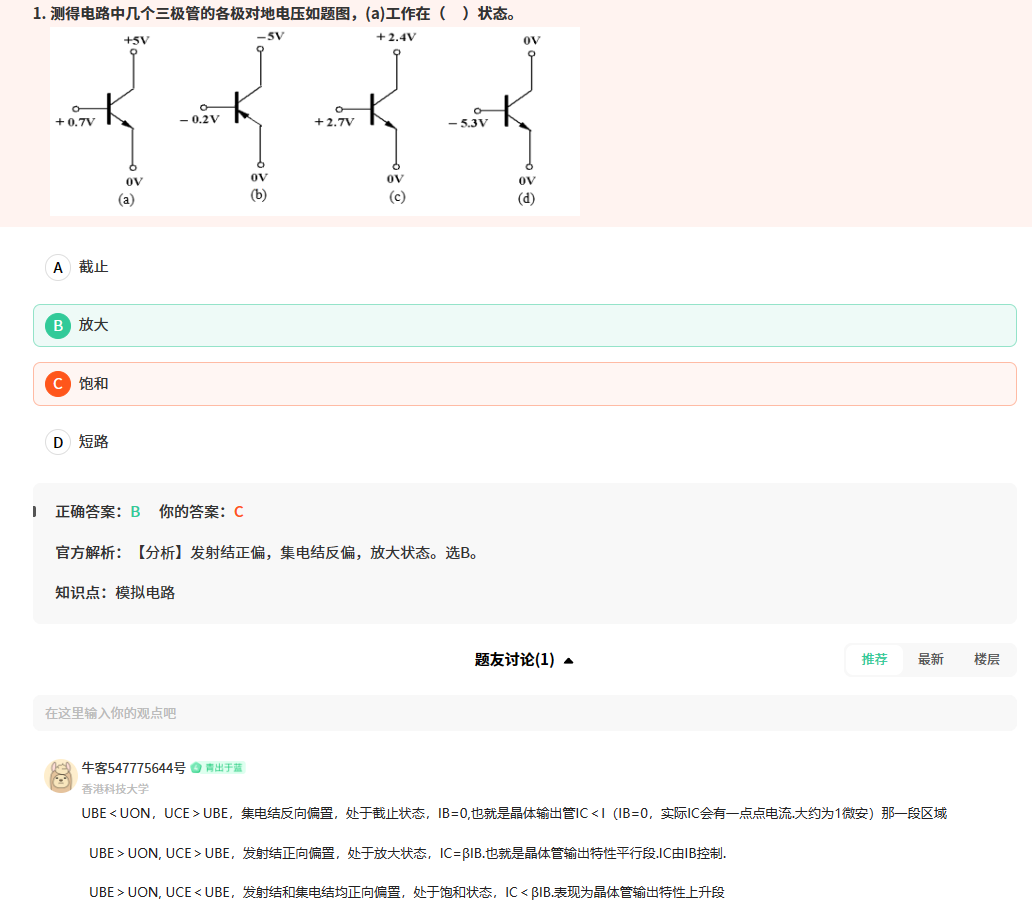 1. 测得电路中几个三极管的各极对地电压如题图，(a)工作在（　）状态。
+5V
−5V
+2.4V
0V
+0.7V
−0.2V
+2.7V
−5.3V
0V
0V
0V
0V
(a)
(b)
(c)
(d)
A 截止
B 放大
C 饱和
D 短路
正确答案：B 你的答案：C
官方解析：【分析】发射结正偏，集电结反偏，放大状态。选B。
知识点：模拟电路
题友讨论(1)
推荐 最新 楼层
在这里输入你的观点吧
牛客547775644号 青出于蓝
香港科技大学
UBE＜UON，UCE＞UBE，集电结反向偏置，处于截止状态，IB=0,也就是晶体输出管IC＜I（IB=0，实际IC会有一点点电流.大约为1微安）那一段区域
UBE＞UON, UCE＞UBE，发射结正向偏置，处于放大状态，IC=βIB.也就是晶体管输出特性平行段.IC由IB控制.
UBE＞UON, UCE＜UBE，发射结和集电结均正向偏置，处于饱和状态，IC＜βIB.表现为晶体管输出特性上升段